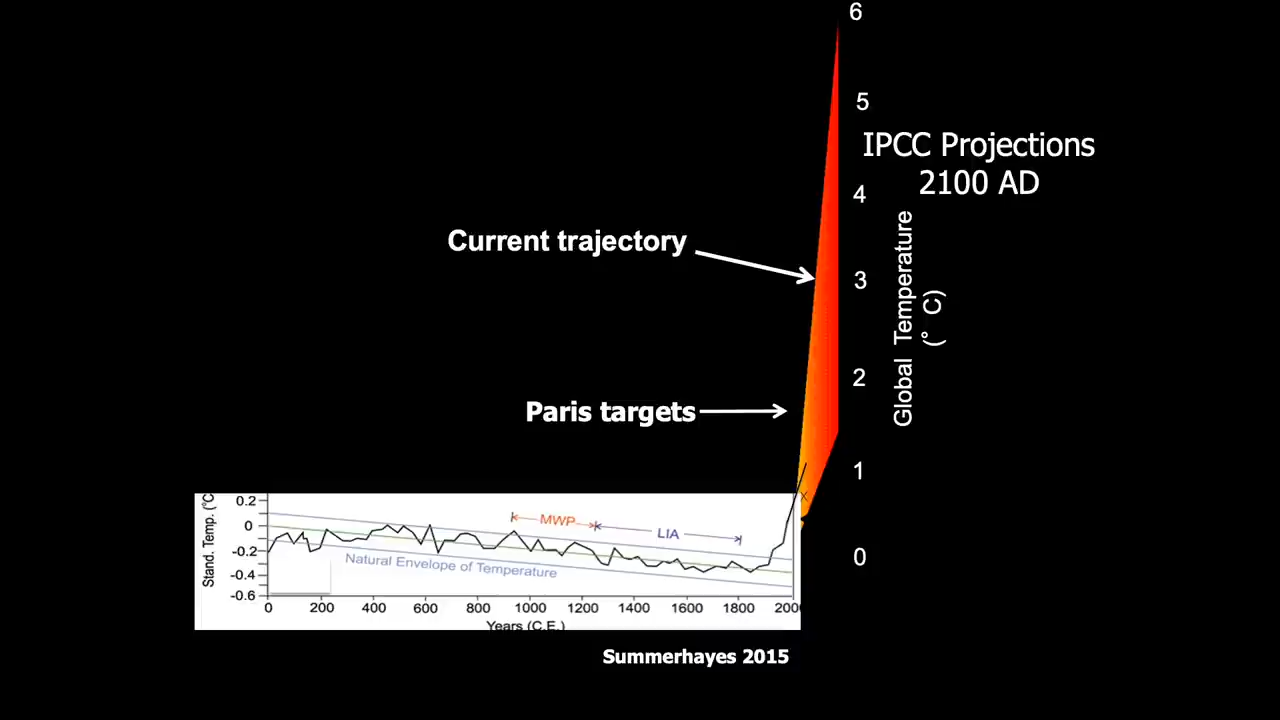 6
5
IPCC Projections
2100 AD
4
Current trajectory
3
Global Temperature
(° C)
2
Paris targets
1
0
Stand. Temp. (°C
0.2
0
-0.2
-0.4
-0.6
MWP
LIA
Natural Envelope of Temperature
0 200 400 600 800 1000 1200 1400 1600 1800 2000
Years (C.E.)
Summerhayes 2015